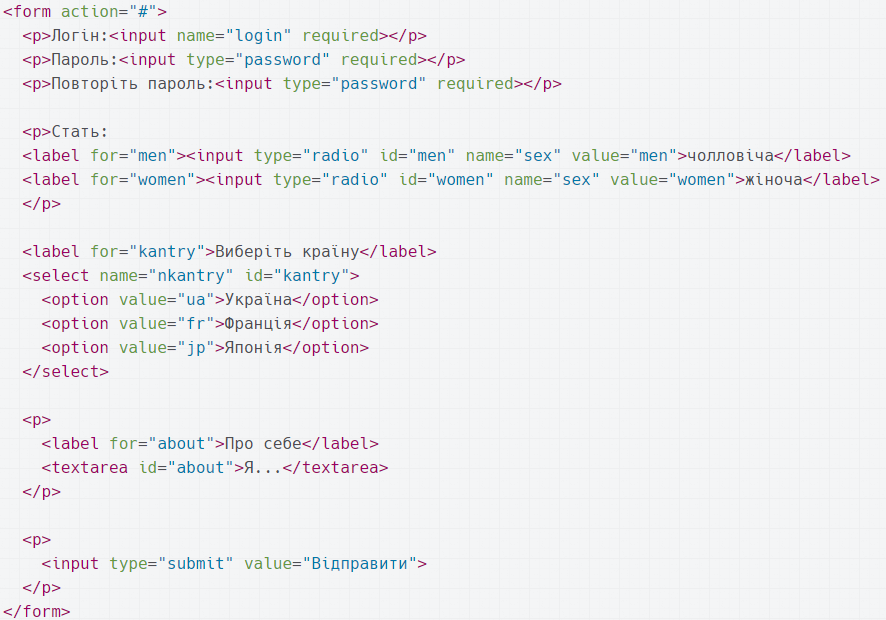 <form action="#">
<p>Логін:<input name="login" required></p>
<p>Пароль:<input type="password" required></p>
<p>Повторіть пароль:<input type="password" required></p>
<p>Стать:
<label for="men"><input type="radio" id="men" name="sex" value="men">чолловіча</label>
<label for="women"><input type="radio" id="women" name="sex" value="women">жіноча</label>
</p>
<label for="kantry">Виберіть країну</label>
<select name="nkantry" id="kantry">
<option value="ua">Україна</option>
<option value="fr">Франція</option>
<option value="jp">Японія</option>
</select>
<p>
<label for="about">Про себе</label>
<textarea id="about">Я...</textarea>
</p>
<p>
<input type="submit" value="Відправити">
</p>
</form>